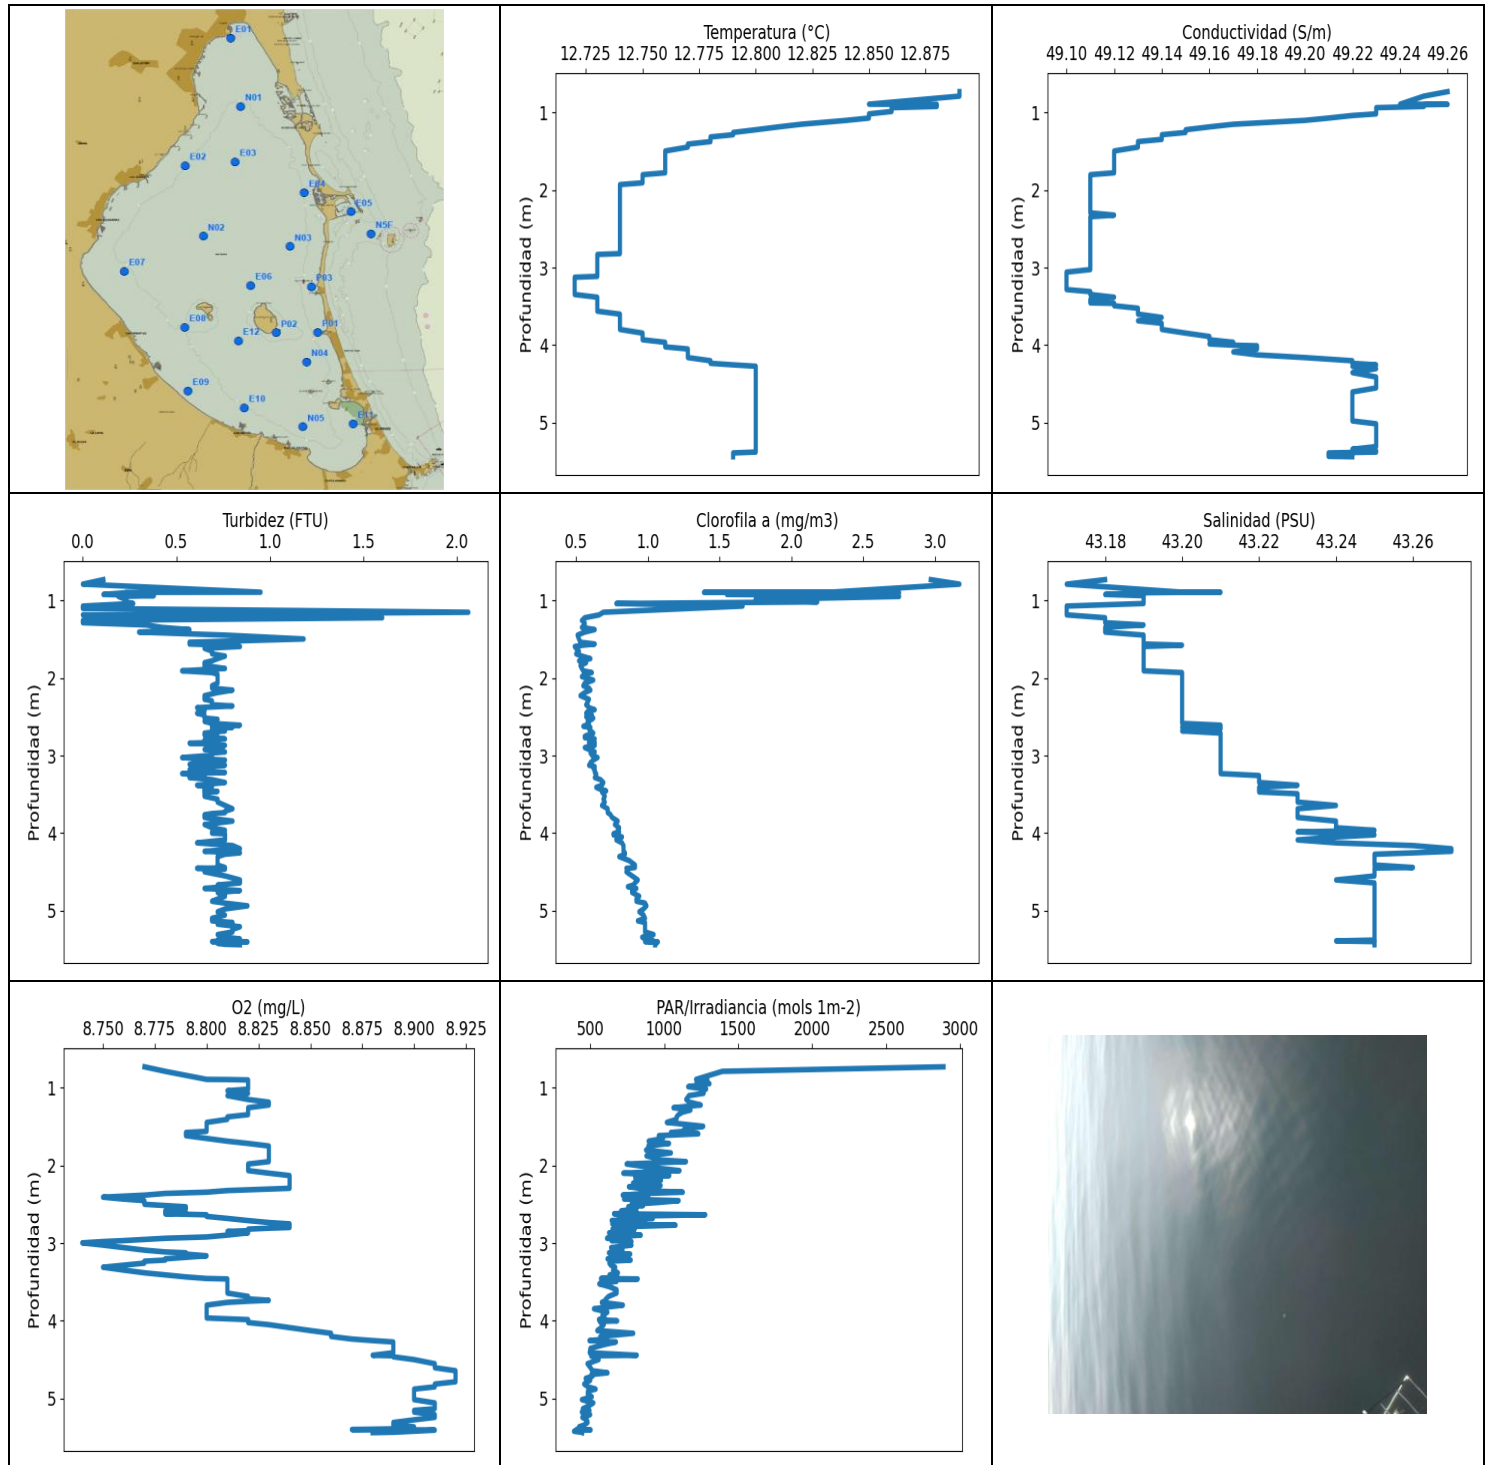 E01
N01
E02
E03
E04
E05
N5E
N02
N03
E07
E06
P03
E08
P02
P01
E12
N04
E09
E10
N05
E11
Temperatura (°C)
12.725 12.750 12.775 12.800 12.825 12.850 12.875
1
2
3
4
5
Profundidad (m)
Conductividad (S/m)
49.10 49.12 49.14 49.16 49.18 49.20 49.22 49.24 49.26
1
2
3
4
5
Profundidad (m)
Turbidez (FTU)
0.0 0.5 1.0 1.5 2.0
1
2
3
4
5
Profundidad (m)
Clorofila a (mg/m3)
0.5 1.0 1.5 2.0 2.5 3.0
1
2
3
4
5
Profundidad (m)
Salinidad (PSU)
43.18 43.20 43.22 43.24 43.26
1
2
3
4
5
Profundidad (m)
O2 (mg/L)
8.750 8.775 8.800 8.825 8.850 8.875 8.900 8.925
1
2
3
4
5
Profundidad (m)
PAR/Irradiancia (mols 1m-2)
500 1000 1500 2000 2500 3000
1
2
3
4
5
Profundidad (m)